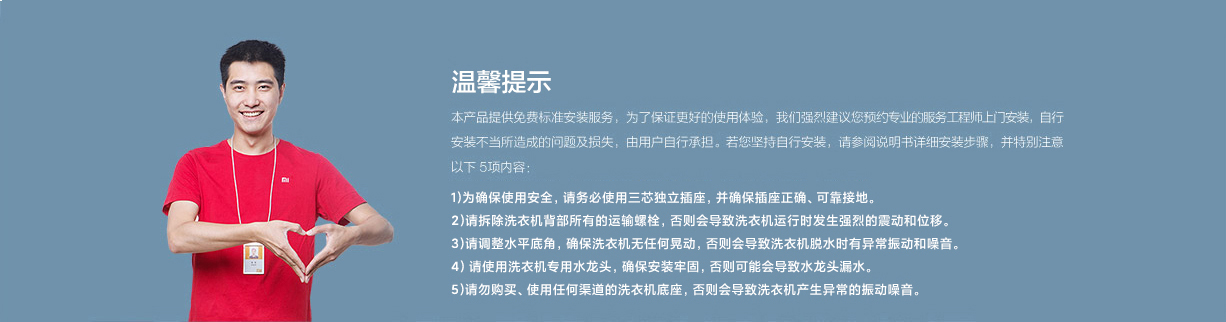 温馨提示
本产品提供免费标准安装服务，为了保证更好的使用体验，我们强烈建议您预约专业的服务工程师上门安装，自行
安装不当所造成的问题及损失，由用户自行承担。若您坚持自行安装，请参阅说明书详细安装步骤，并特别注意
以下 5项内容：
1)为确保使用安全，请务必使用三芯独立插座，并确保插座正确、可靠接地。
2)请拆除洗衣机背部所有的运输螺栓，否则会导致洗衣机运行时发生强烈的震动和位移。
3)请调整水平底角，确保洗衣机无任何晃动，否则会导致洗衣机脱水时有异常振动和噪音。
4) 请使用洗衣机专用水龙头，确保安装牢固，否则可能会导致水龙头漏水。
5)请勿购买、使用任何渠道的洗衣机底座，否则会导致洗衣机产生异常的振动噪音。